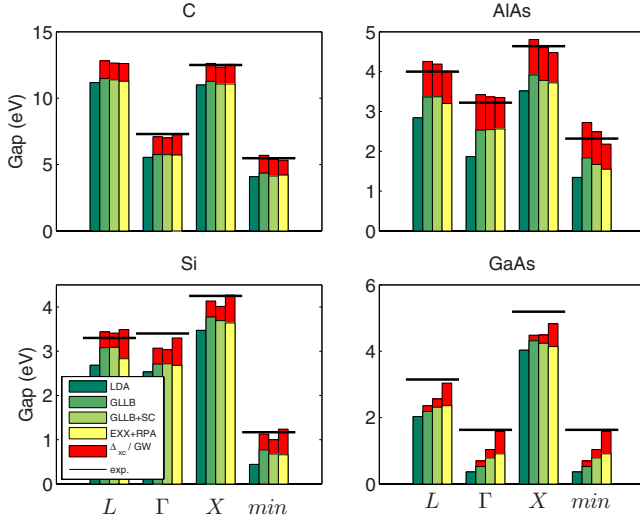 C
AlAs
15
10
5
0
Gap (eV)
5
4
3
2
1
0
Si
GaAs
Gap (eV)
4
3
2
1
0
LDA
GLLB
GLLB+SC
EXX+RPA
Δxc / GW
exp.
6
4
2
0
L Γ X min
L Γ X min